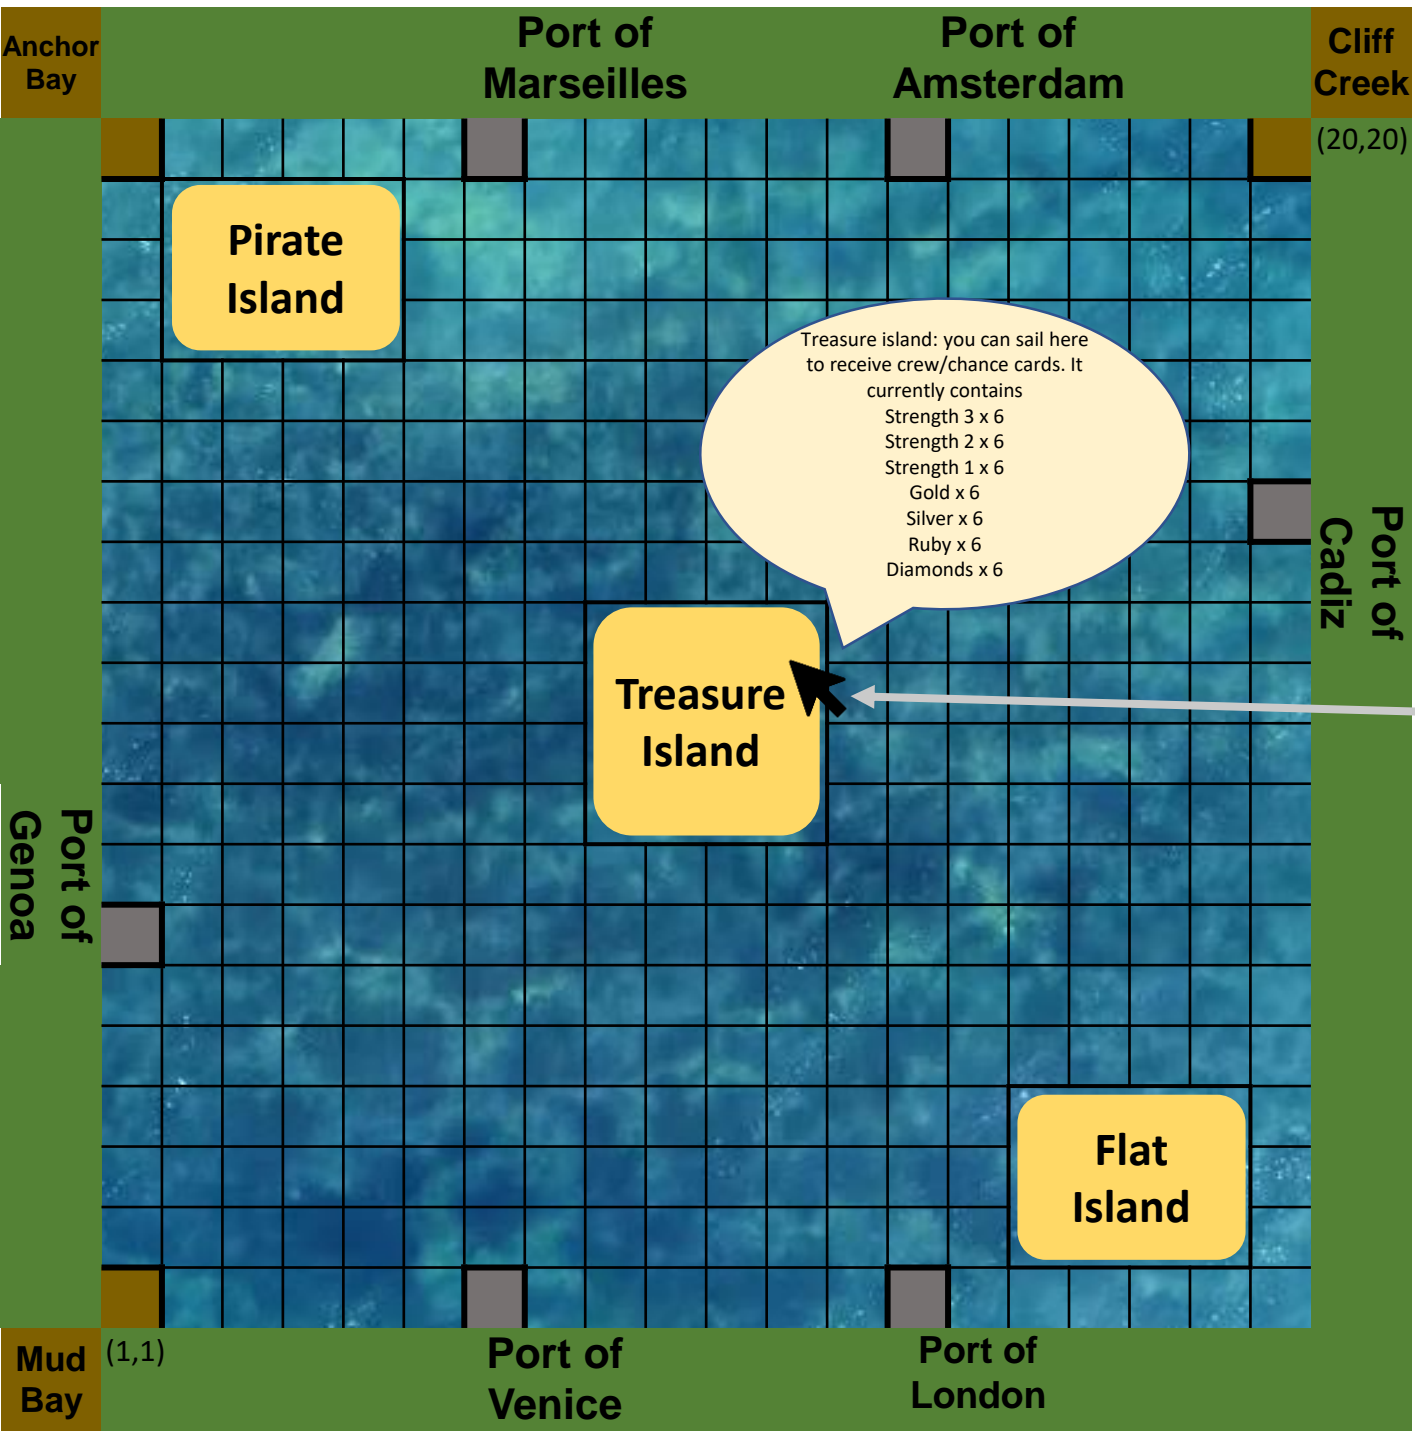 Anchor
Bay
Port of
Marseilles
Port of
Amsterdam
Cliff
Creek
(20,20)
Pirate
Island
Treasure island: you can sail here
to receive crew/chance cards. It
currently contains
Strength 3 x 6
Strength 2 x 6
Strength 1 x 6
Gold x 6
Silver x 6
Ruby x 6
Diamonds x 6
Port of
Cadiz
Treasure
Island
Port of
Genoa
Flat
Island
Mud
Bay
(1,1)
Port of
Venice
Port of
London